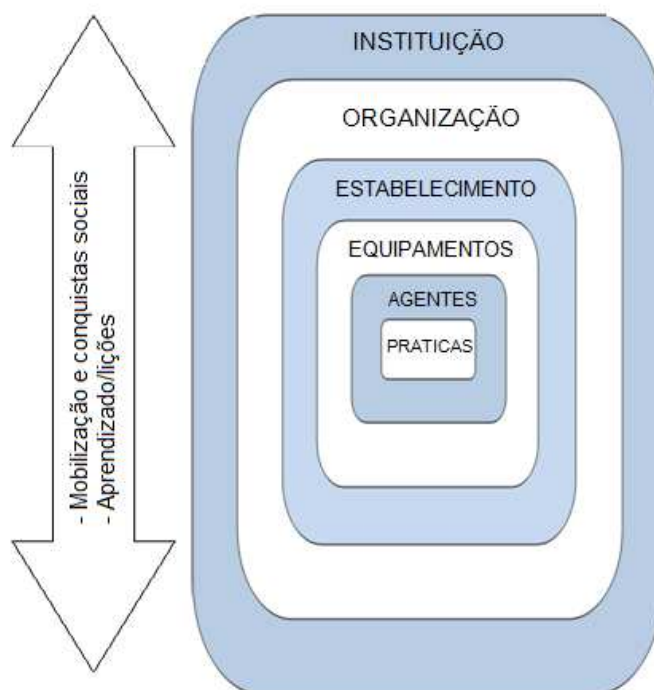 INSTITUIÇÃO
ORGANIZAÇÃO
ESTABELECIMENTO
EQUIPAMENTOS
AGENTES
PRATICAS
- Mobilização e conquistas sociais
- Aprendizado/lições